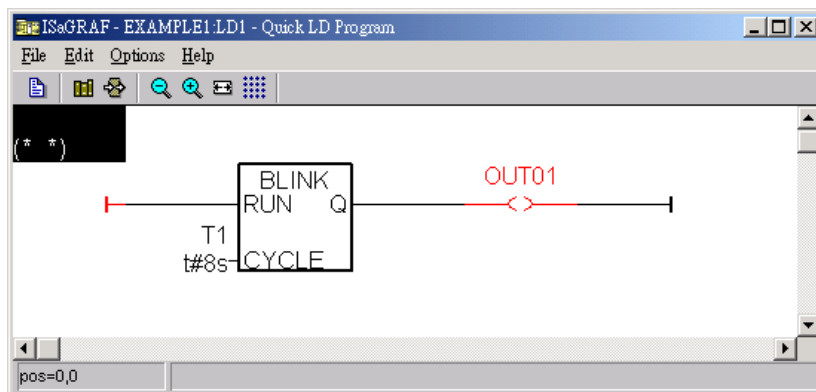 ISaGRAF - EXAMPLE1:LD1 - Quick LD Program
File Edit Options Help
(* *)
BLINK
RUN Q
OUT01
T1
t#8s CYCLE
pos=0,0